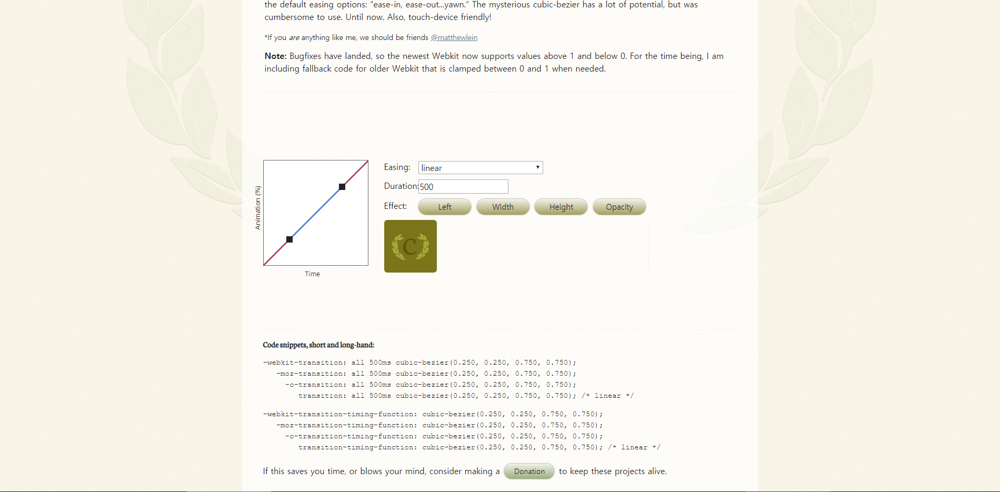 the default easing options: “ease-in, ease-out...yawn.” The mysterious cubic-bezier has a lot of potential, but was
cumbersome to use. Until now. Also, touch-device friendly!
*If you are anything like me, we should be friends @matthewlein
Note: Bugfixes have landed, so the newest Webkit now supports values above 1 and below 0. For the time being, I am
including fallback code for older Webkit that is clamped between 0 and 1 when needed.
Animation (%)
Time
Easing: linear
Duration: 500
Effect: Left Width Height Opacity
C
Code snippets, short and long-hand:
-webkit-transition: all 500ms cubic-bezier(0.250, 0.250, 0.750, 0.750);
-moz-transition: all 500ms cubic-bezier(0.250, 0.250, 0.750, 0.750);
-o-transition: all 500ms cubic-bezier(0.250, 0.250, 0.750, 0.750);
transition: all 500ms cubic-bezier(0.250, 0.250, 0.750, 0.750); /* linear */
-webkit-transition-timing-function: cubic-bezier(0.250, 0.250, 0.750, 0.750);
-moz-transition-timing-function: cubic-bezier(0.250, 0.250, 0.750, 0.750);
-o-transition-timing-function: cubic-bezier(0.250, 0.250, 0.750, 0.750);
transition-timing-function: cubic-bezier(0.250, 0.250, 0.750, 0.750); /* linear */
If this saves you time, or blows your mind, consider making a Donation to keep these projects alive.